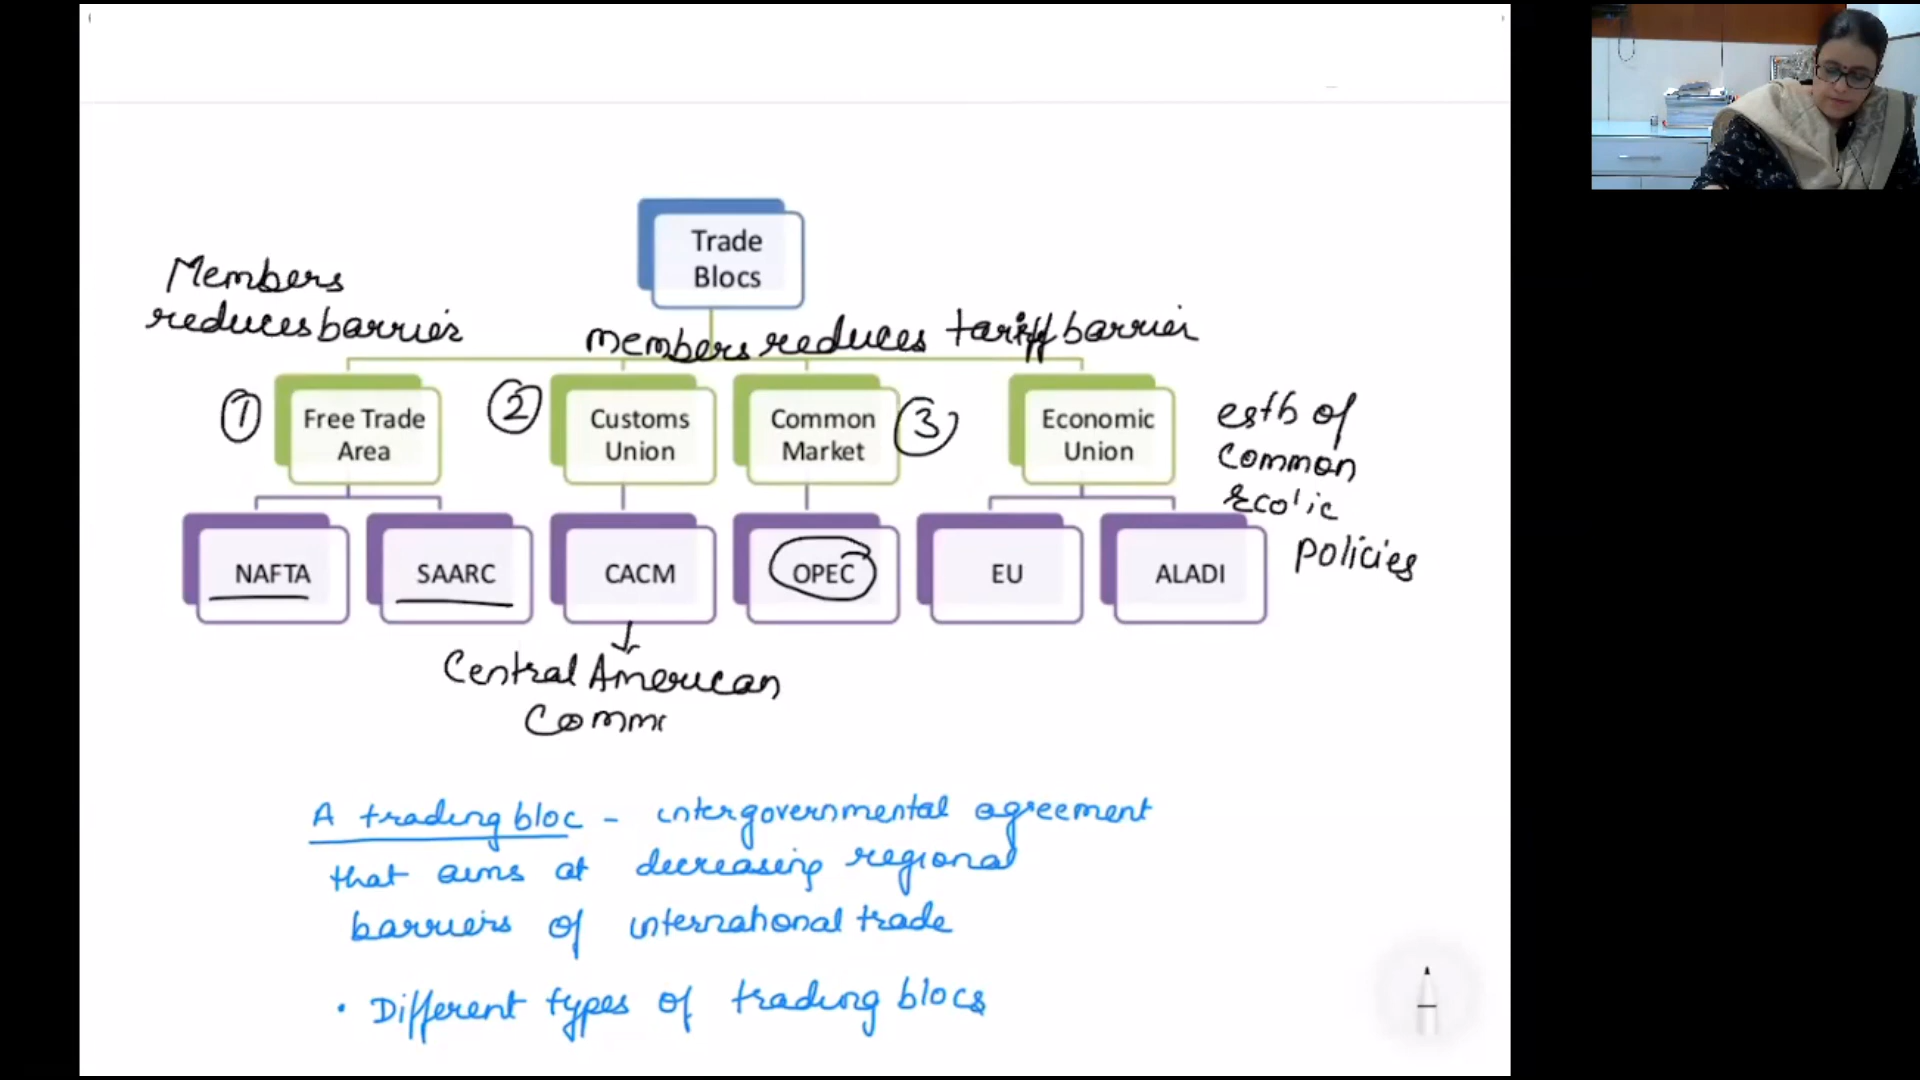 Trade
Blocs
Members
reduces barrier
members reduces tariff barrier
1
Free Trade
Area
2
Customs
Union
Common
Market
3
Economic
Union
estb of
common
policies
NAFTA
SAARC
CACM
OPEC
EU
ALADI
Central American
Comm
A trading bloc - intergovernmental agreement
that aims at decreasing regional
barriers of international trade
• Different types of trading blocs